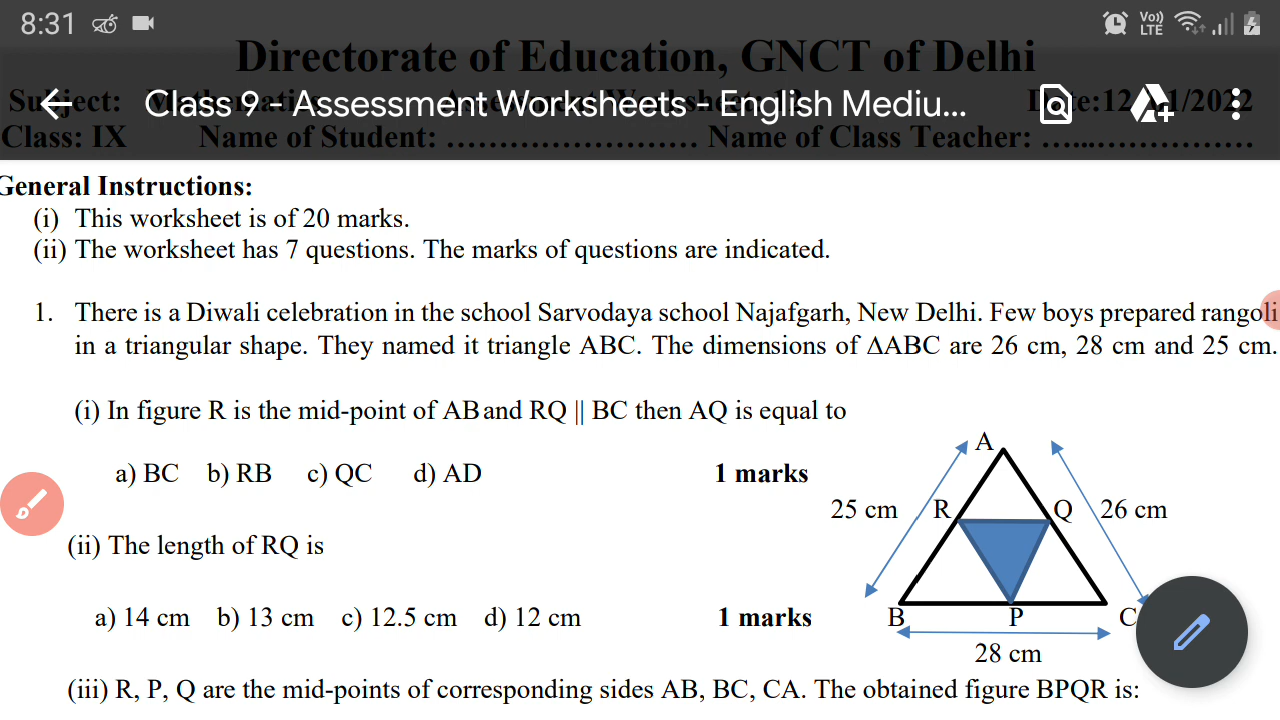 8:31
Vo)) LTE
Directorate of Education, GNCT of Delhi
Class 9 - Assessment Worksheets - English Mediu...
Class: IX Name of Student: ........................ Name of Class Teacher: .....................
General Instructions:
(i) This worksheet is of 20 marks.
(ii) The worksheet has 7 questions. The marks of questions are indicated.
1. There is a Diwali celebration in the school Sarvodaya school Najafgarh, New Delhi. Few boys prepared rangoli
in a triangular shape. They named it triangle ABC. The dimensions of ΔABC are 26 cm, 28 cm and 25 cm.
(i) In figure R is the mid-point of AB and RQ || BC then AQ is equal to
a) BC b) RB c) QC d) AD 1 marks
A
25 cm R Q 26 cm
(ii) The length of RQ is
a) 14 cm b) 13 cm c) 12.5 cm d) 12 cm 1 marks
B P C
28 cm
(iii) R, P, Q are the mid-points of corresponding sides AB, BC, CA. The obtained figure BPQR is: